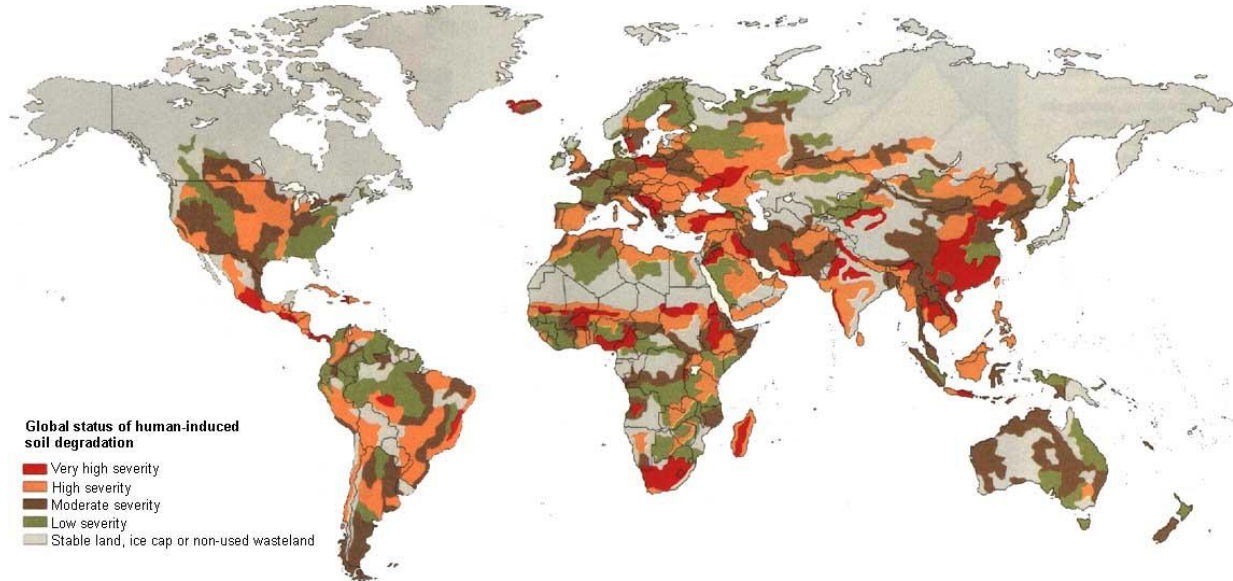 Global status of human-induced
soil degradation
Very high severity
High severity
Moderate severity
Low severity
Stable land, ice cap or non-used wasteland